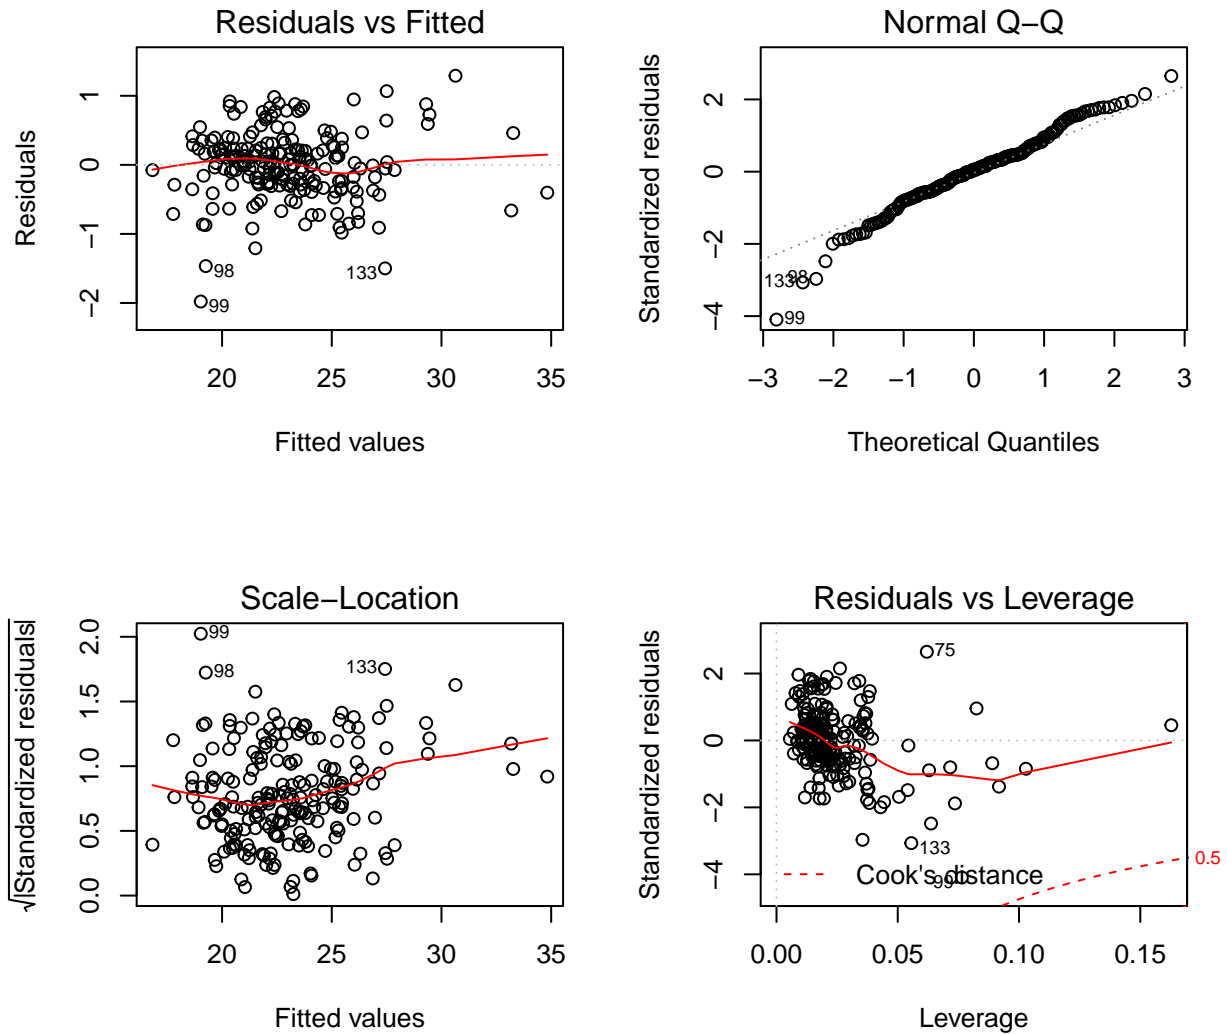 Residuals vs Fitted
Residuals
1
0
−1
−2
98
133
99
20 25 30 35
Fitted values
Normal Q−Q
Standardized residuals
2
0
−2
−4
133
98
99
−3 −2 −1 0 1 2 3
Theoretical Quantiles
Scale−Location
√|Standardized residuals|
2.0
1.5
1.0
0.5
0.0
99
98
133
20 25 30 35
Fitted values
Residuals vs Leverage
Standardized residuals
2
0
−2
−4
75
133
Cook's distance
99
0.5
0.00 0.05 0.10 0.15
Leverage